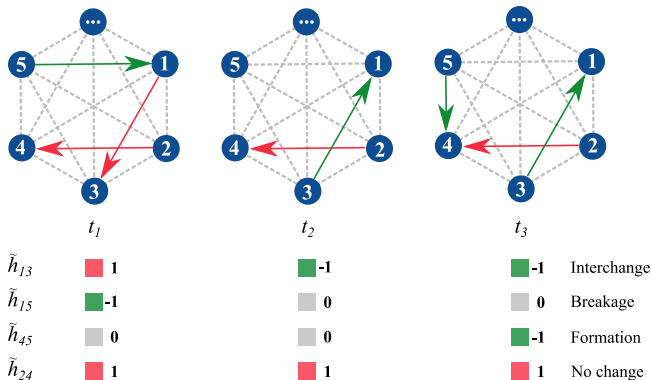 ...
...
...
5
1
5
1
5
1
4
2
4
2
4
2
3
3
3
t₁
t₂
t₃
h̃₁₃ 1 -1 -1 Interchange
h̃₁₅ -1 0 0 Breakage
h̃₄₅ 0 0 -1 Formation
h̃₂₄ 1 1 1 No change